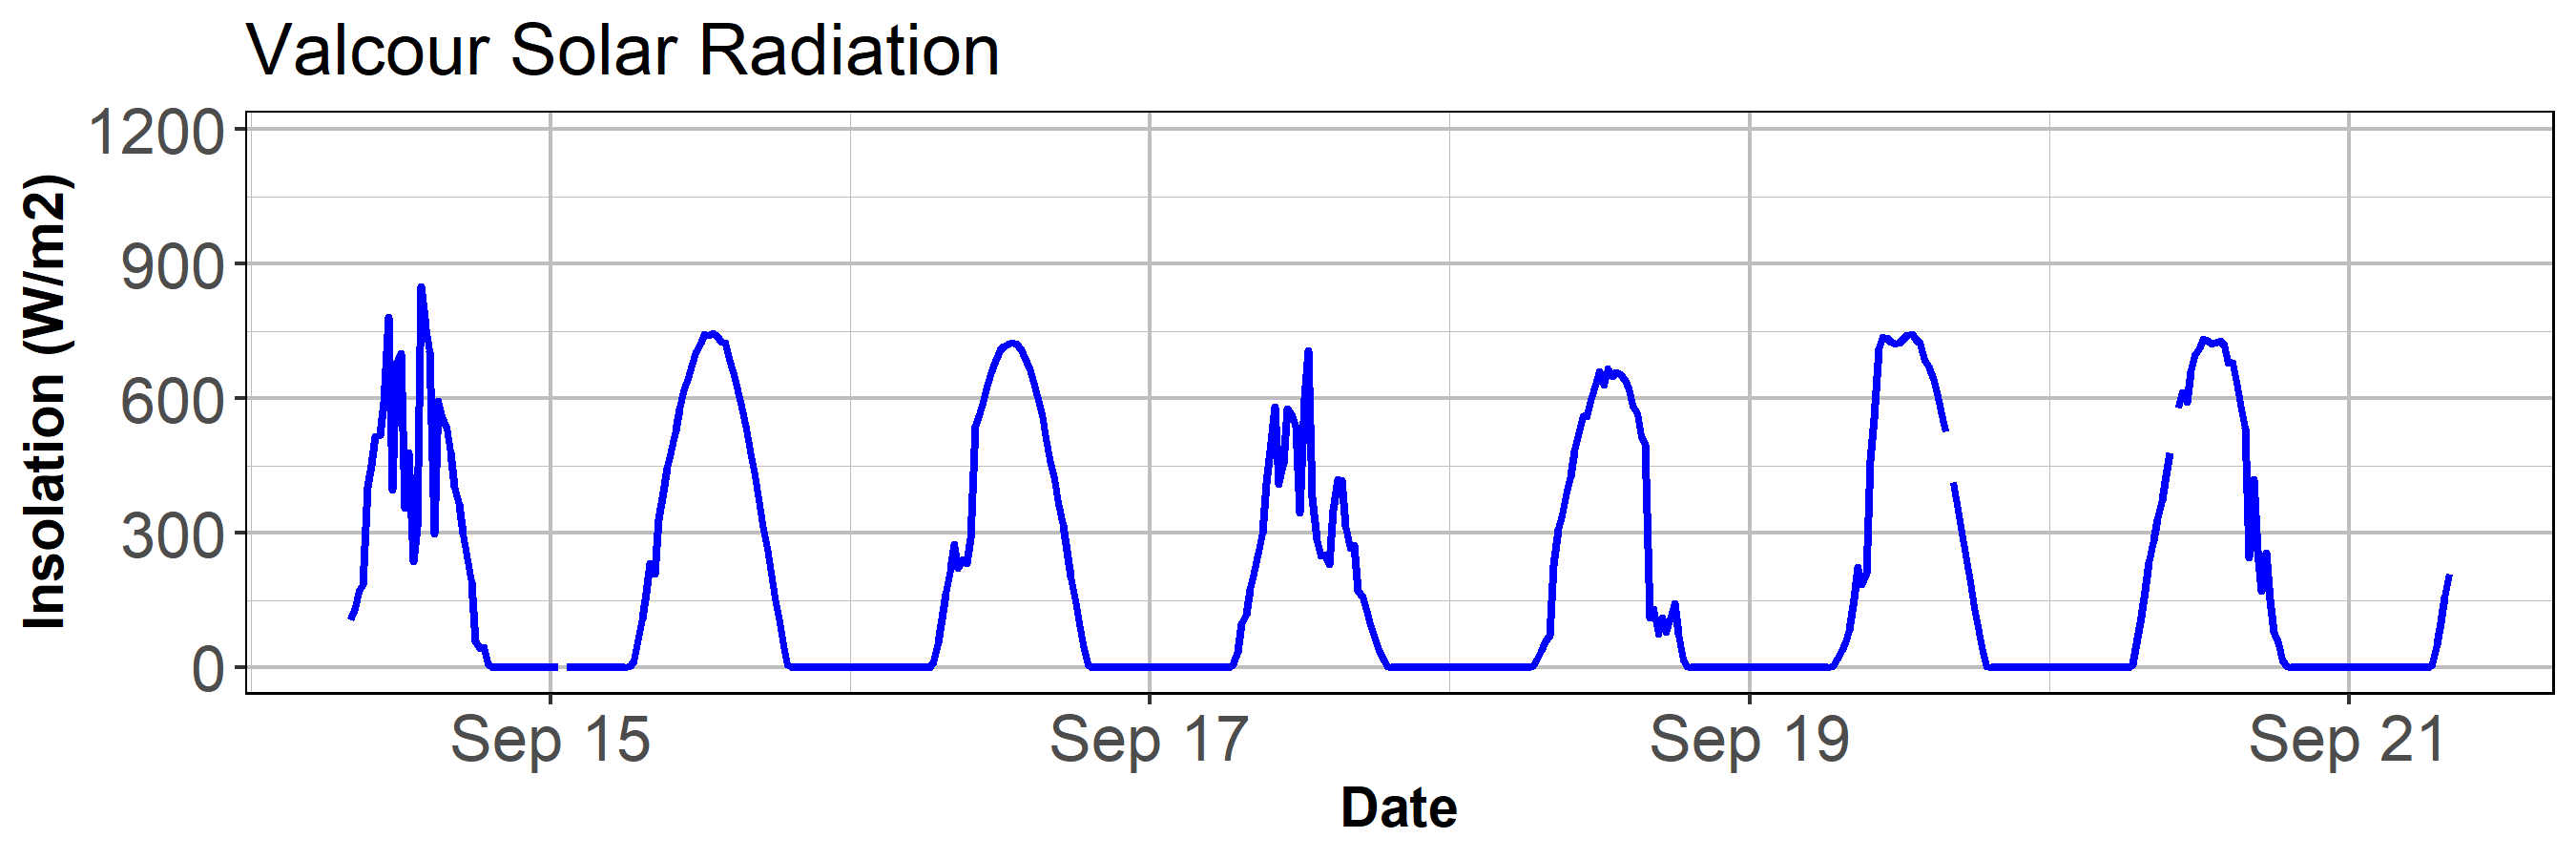 Valcour Solar Radiation
1200
900
600
300
0
Insolation (W/m2)
Sep 15 Sep 17 Sep 19 Sep 21
Date